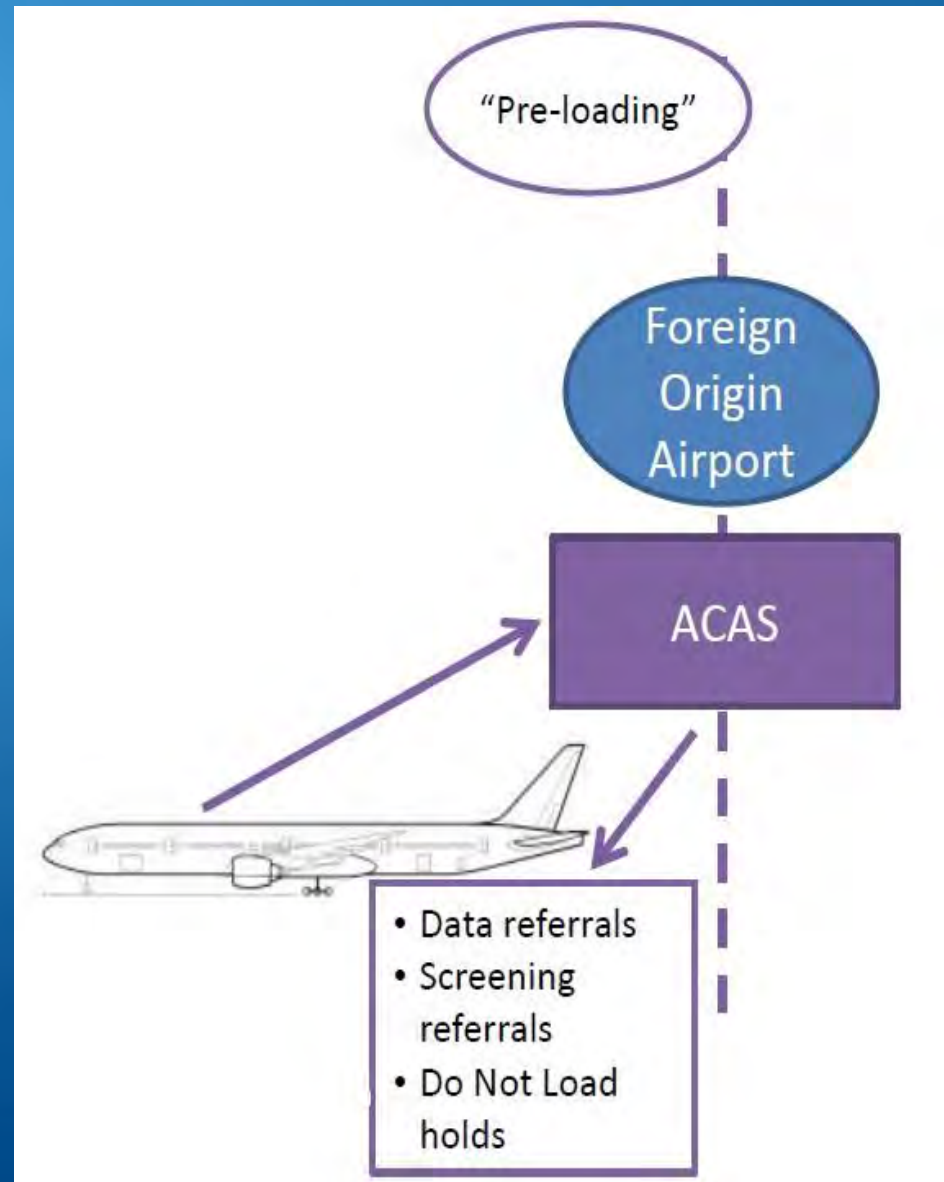 “Pre-loading”
Foreign
Origin
Airport
ACAS
• Data referrals
• Screening
referrals
• Do Not Load
holds